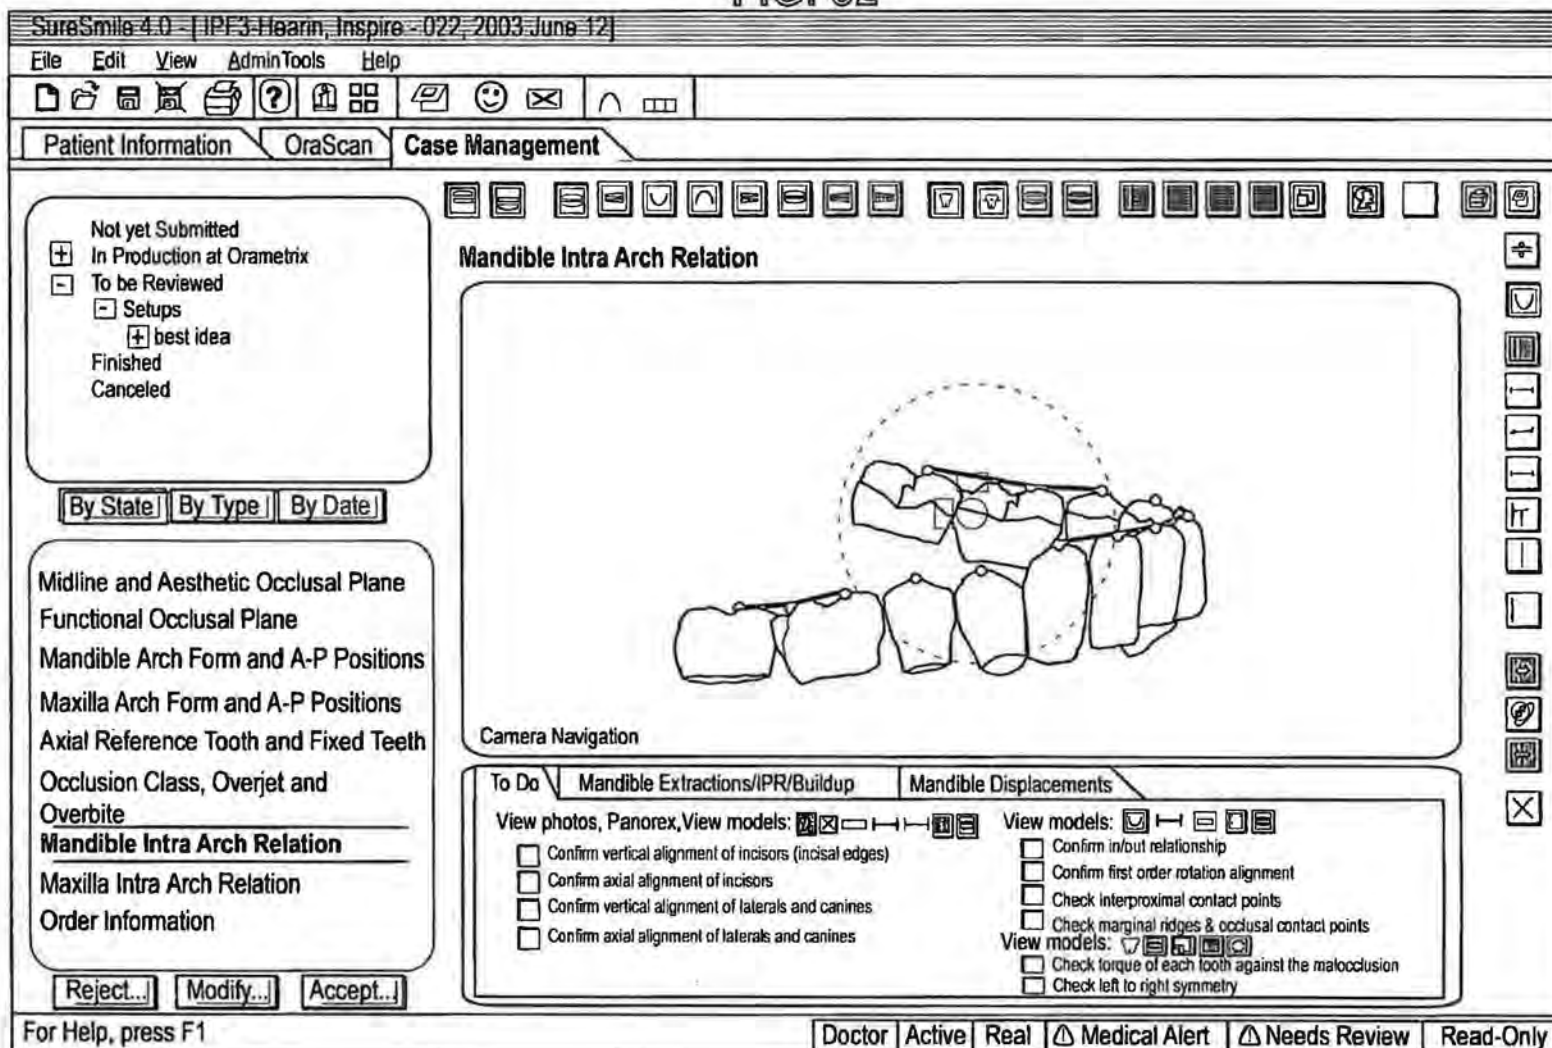 SureSmile 4.0 - [ IPF3-Hearin, Inspire - 022, 2003 June 12]
File Edit View AdminTools Help
Patient Information OraScan Case Management
Not yet Submitted
In Production at Orametrix
To be Reviewed
Setups
best idea
Finished
Canceled
By State By Type By Date
Midline and Aesthetic Occlusal Plane
Functional Occlusal Plane
Mandible Arch Form and A-P Positions
Maxilla Arch Form and A-P Positions
Axial Reference Tooth and Fixed Teeth
Occlusion Class, Overjet and
Overbite
Mandible Intra Arch Relation
Maxilla Intra Arch Relation
Order Information
Reject... Modify... Accept...
Mandible Intra Arch Relation
Camera Navigation
To Do Mandible Extractions/IPR/Buildup Mandible Displacements
View photos, Panorex,View models:
Confirm vertical alignment of incisors (incisal edges)
Confirm axial alignment of incisors
Confirm vertical alignment of laterals and canines
Confirm axial alignment of laterals and canines
View models:
Confirm in/out relationship
Confirm first order rotation alignment
Check interproximal contact points
Check marginal ridges & occlusal contact points
View models:
Check torque of each tooth against the malocclusion
Check left to right symmetry
For Help, press F1
Doctor Active Real Medical Alert Needs Review Read-Only